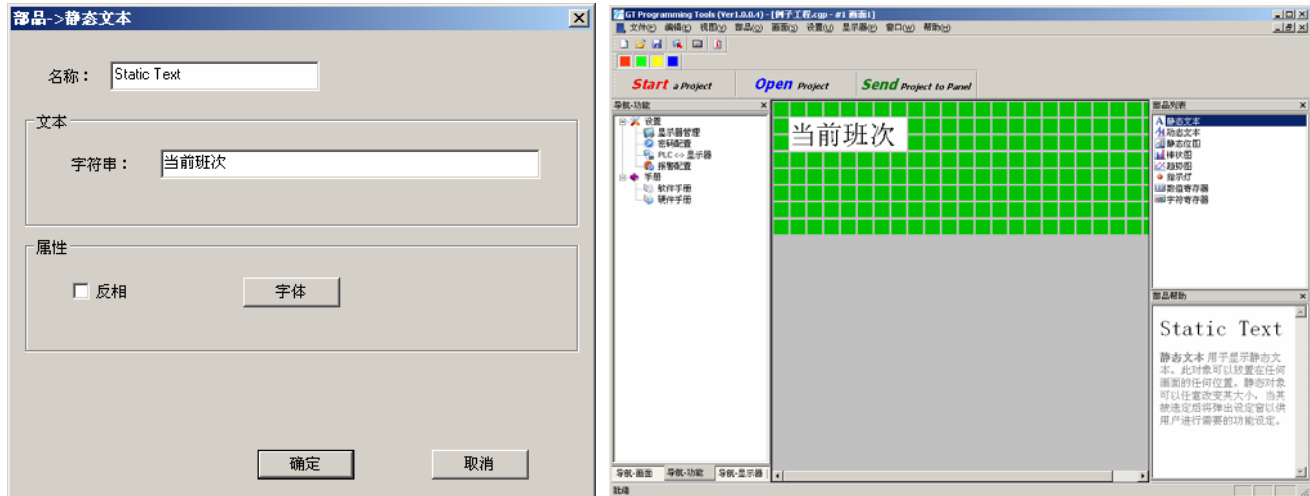 部品->静态文本
名称：
Static Text
文本
字符串：
当前班次
属性
反相
字体
确定
取消
GT Programming Tools (Ver1.0.0.4) - [例子工程.cgp - #1 画面1]
文件(F) 编辑(E) 视图(V) 部品(O) 画面(S) 设置(U) 显示器(P) 窗口(W) 帮助(H)
Start a Project
Open Project
Send Project to Panel
导航-功能
设置
显示器管理
密码配置
PLC <-> 显示器
报警配置
手册
软件手册
硬件手册
导航-画面
导航-功能
导航-显示器
就绪
当前班次
部品列表
静态文本
动态文本
静态位图
棒状图
趋势图
指示灯
数值寄存器
字符寄存器
部品帮助
Static Text
静态文本 用于显示静态文
本。此对象可以放置在任何
画面的任何位置。静态对象
可以任意改变其大小，当其
被选定后将弹出设定窗以供
用户进行需要的功能设定。